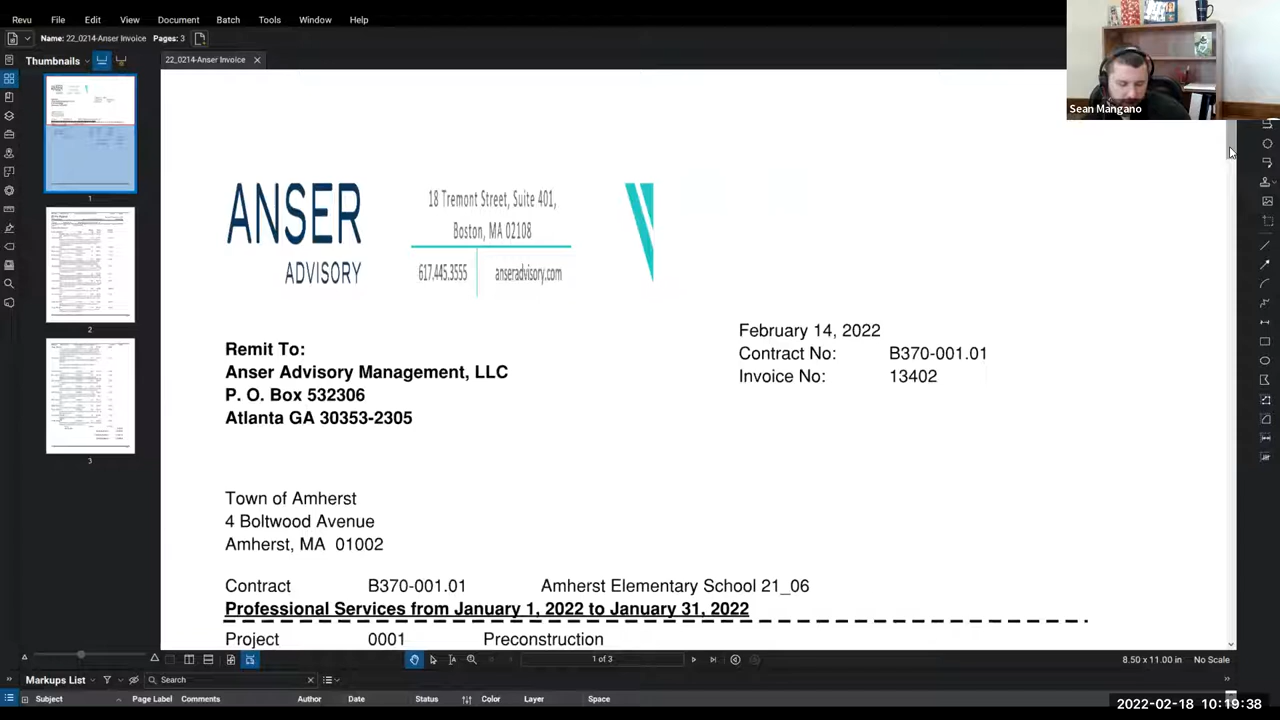 Revu File Edit View Document Batch Tools Window Help
Name: 22_0214-Anser Invoice Pages: 3
Thumbnails
22_0214-Anser Invoice
Sean Mangano
1
2
3
ANSER
ADVISORY
18 Tremont Street, Suite 401,
Boston, MA 02108
617.445.3555 anseradvisory.com
February 14, 2022
Contract No: B370-001.01
Invoice No: 13402
Remit To:
Anser Advisory Management, LLC
P. O. Box 532306
Atlanta GA 30353-2305
Town of Amherst
4 Boltwood Avenue
Amherst, MA 01002
Contract B370-001.01 Amherst Elementary School 21_06
Professional Services from January 1, 2022 to January 31, 2022
Project 0001 Preconstruction
1 of 3
8.50 x 11.00 in No Scale
Markups List Search
Subject Page Label Comments Author Date Status Color Layer Space
2022-02-18 10:19:38